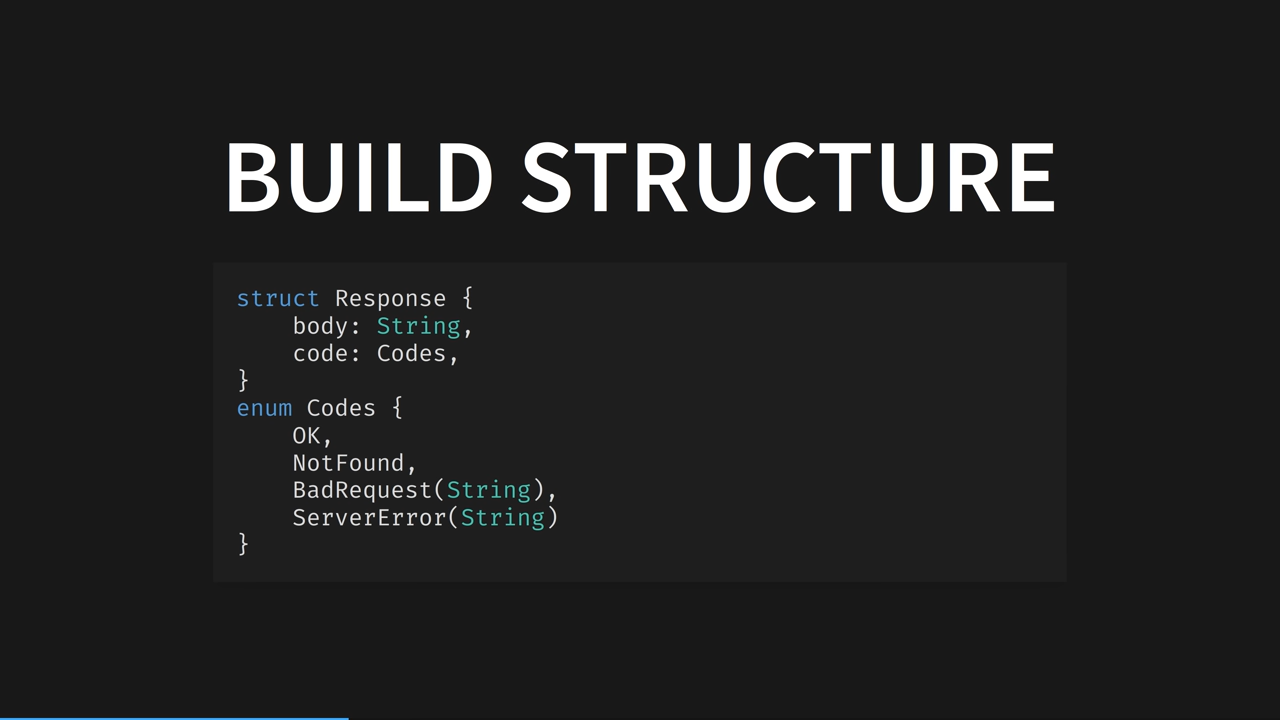 BUILD STRUCTURE
struct Response {
    body: String,
    code: Codes,
}
enum Codes {
    OK,
    NotFound,
    BadRequest(String),
    ServerError(String)
}